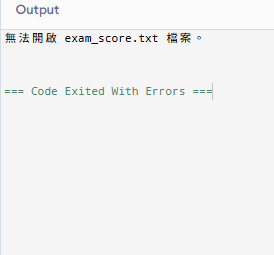 Output
無法開啟 exam_score.txt 檔案。
=== Code Exited With Errors ===